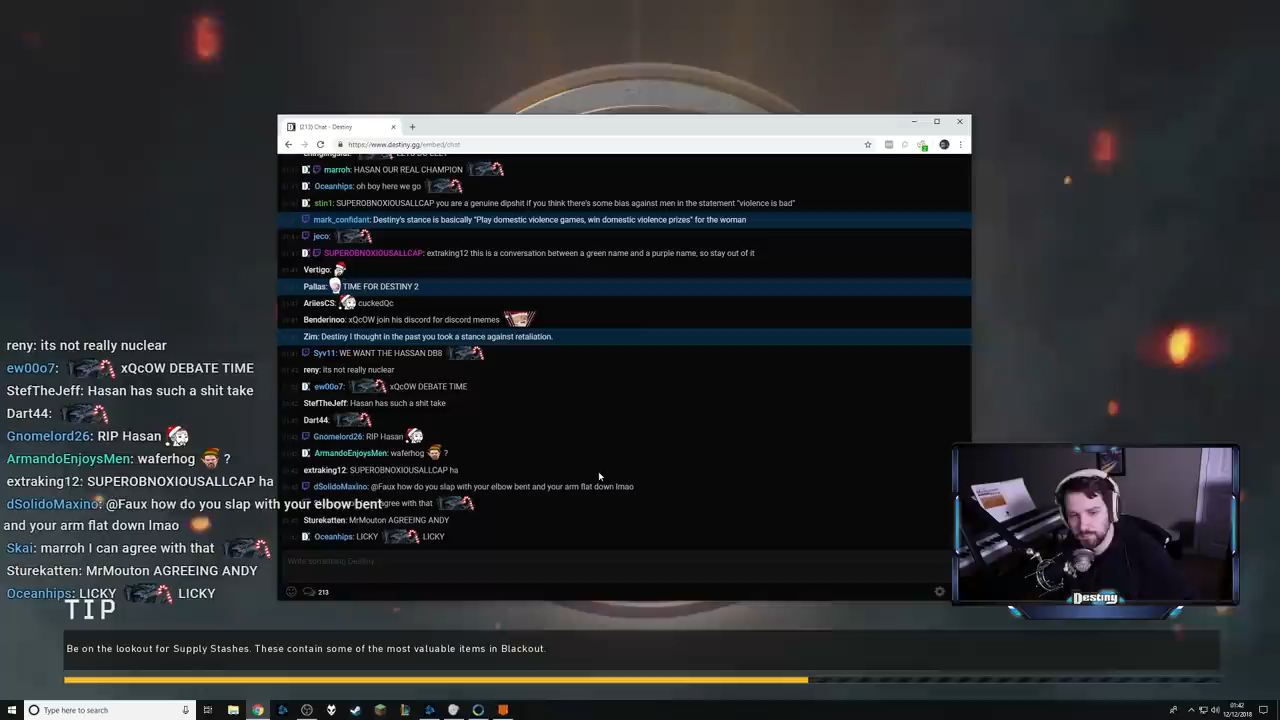 (213) Chat - Destiny
https://www.destiny.gg/embed/chat
marroh: HASAN OUR REAL CHAMPION
Oceanhips: oh boy here we go
stin1: SUPEROBNOXIOUSALLCAP you are a genuine dipshit if you think there's some bias against men in the statement "violence is bad"
mark_confidant: Destiny's stance is basically "Play domestic violence games, win domestic violence prizes" for the woman
jeco:
SUPEROBNOXIOUSALLCAP: extraking12 this is a conversation between a green name and a purple name, so stay out of it
Vertigo:
Pallas: TIME FOR DESTINY 2
AriiesCS: cuckedQc
Benderinoo: xQcOW join his discord for discord memes
Zim: Destiny I thought in the past you took a stance against retaliation.
Syv11: WE WANT THE HASSAN DB8
reny: its not really nuclear
ew00o7: xQcOW DEBATE TIME
StefTheJeff: Hasan has such a shit take
Dart44:
Gnomelord26: RIP Hasan
ArmandoEnjoysMen: waferhog ?
extraking12: SUPEROBNOXIOUSALLCAP ha
dSolidoMaxino: @Faux how do you slap with your elbow bent and your arm flat down lmao
agree with that
Sturekatten: MrMouton AGREEING ANDY
Oceanhips: LICKY LICKY
Write something Destiny
213
reny: its not really nuclear
ew00o7: xQcOW DEBATE TIME
StefTheJeff: Hasan has such a shit take
Dart44:
Gnomelord26: RIP Hasan
ArmandoEnjoysMen: waferhog ?
extraking12: SUPEROBNOXIOUSALLCAP ha
dSolidoMaxino: @Faux how do you slap with your elbow bent
and your arm flat down lmao
Skai: marroh I can agree with that
Sturekatten: MrMouton AGREEING ANDY
Oceanhips: LICKY LICKY
Destiny
TIP
Be on the lookout for Supply Stashes. These contain some of the most valuable items in Blackout.
Type here to search
01:42
12/12/2018